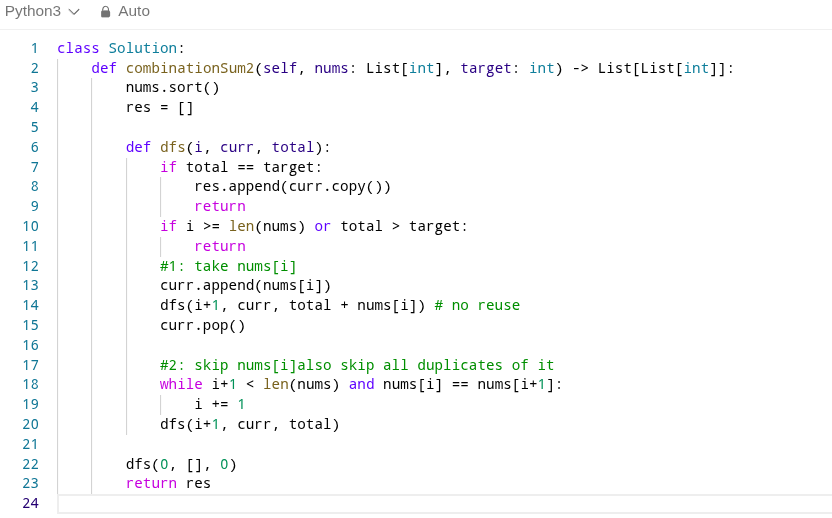 Python3 Auto
1 class Solution:
2     def combinationSum2(self, nums: List[int], target: int) -> List[List[int]]:
3         nums.sort()
4         res = []
5
6         def dfs(i, curr, total):
7             if total == target:
8                 res.append(curr.copy())
9                 return
10             if i >= len(nums) or total > target:
11                 return
12             #1: take nums[i]
13             curr.append(nums[i])
14             dfs(i+1, curr, total + nums[i]) # no reuse
15             curr.pop()
16
17             #2: skip nums[i]also skip all duplicates of it
18             while i+1 < len(nums) and nums[i] == nums[i+1]:
19                 i += 1
20             dfs(i+1, curr, total)
21
22         dfs(0, [], 0)
23         return res
24